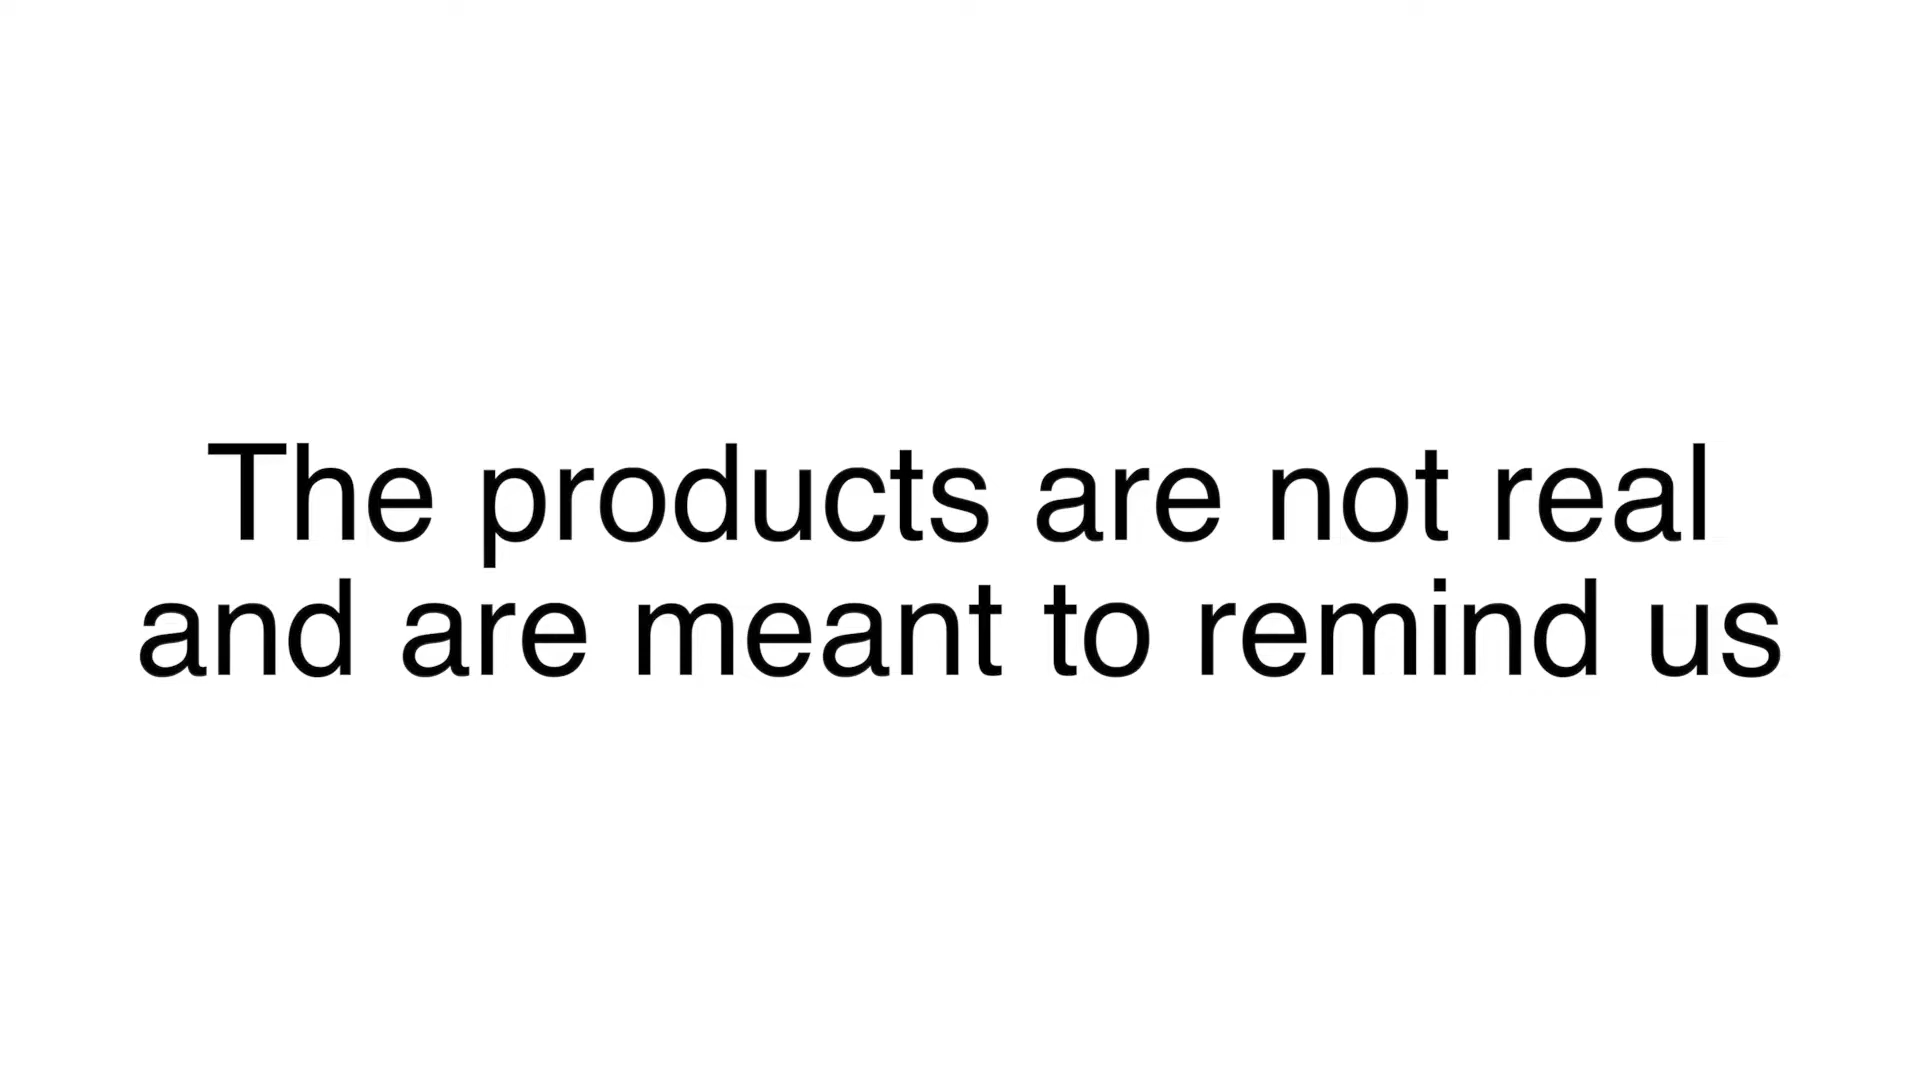 The products are not real
and are meant to remind us